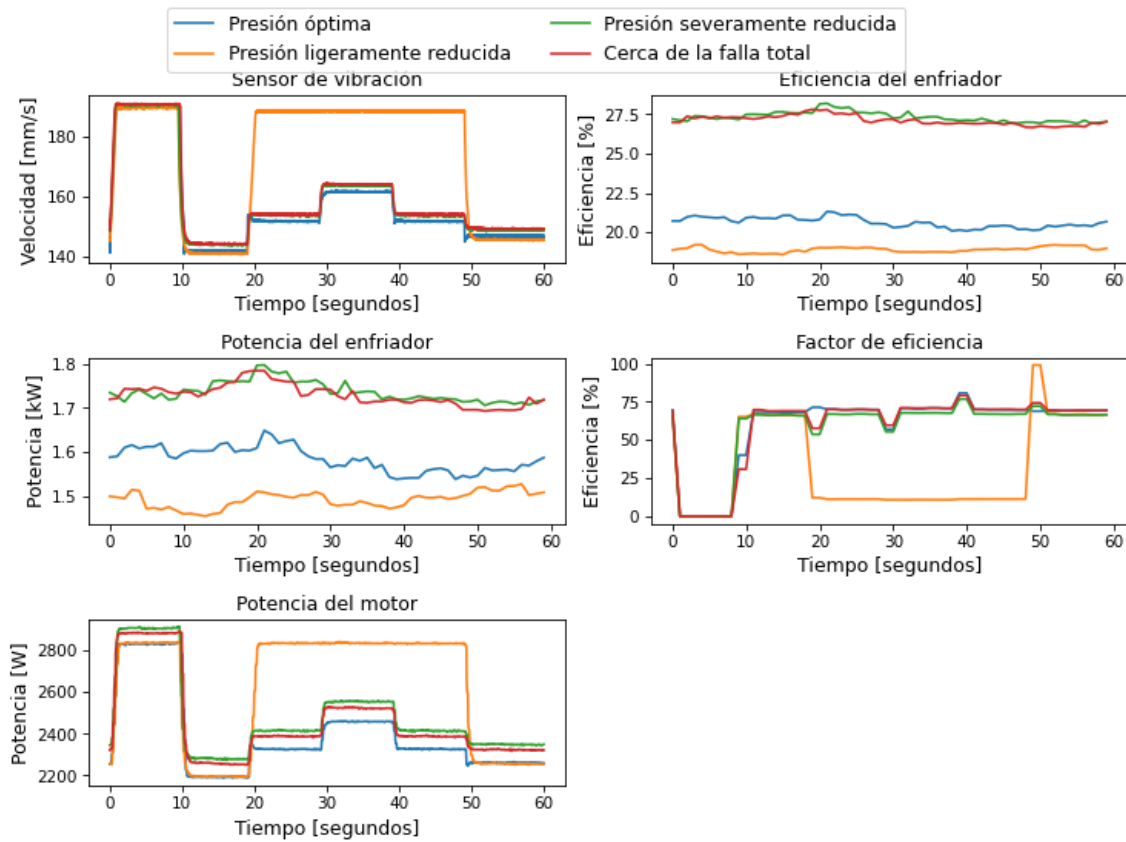 Presión óptima
Presión severamente reducida
Presión ligeramente reducida
Cerca de la falla total
Sensor de vibración
Eficiencia del enfriador
Velocidad [mm/s]
180
160
140
0 10 20 30 40 50 60
Tiempo [segundos]
Eficiencia [%]
27.5
25.0
22.5
20.0
0 10 20 30 40 50 60
Tiempo [segundos]
Potencia del enfriador
Factor de eficiencia
Potencia [kW]
1.8
1.7
1.6
1.5
0 10 20 30 40 50 60
Tiempo [segundos]
Eficiencia [%]
100
75
50
25
0
0 10 20 30 40 50 60
Tiempo [segundos]
Potencia del motor
Potencia [W]
2800
2600
2400
2200
0 10 20 30 40 50 60
Tiempo [segundos]